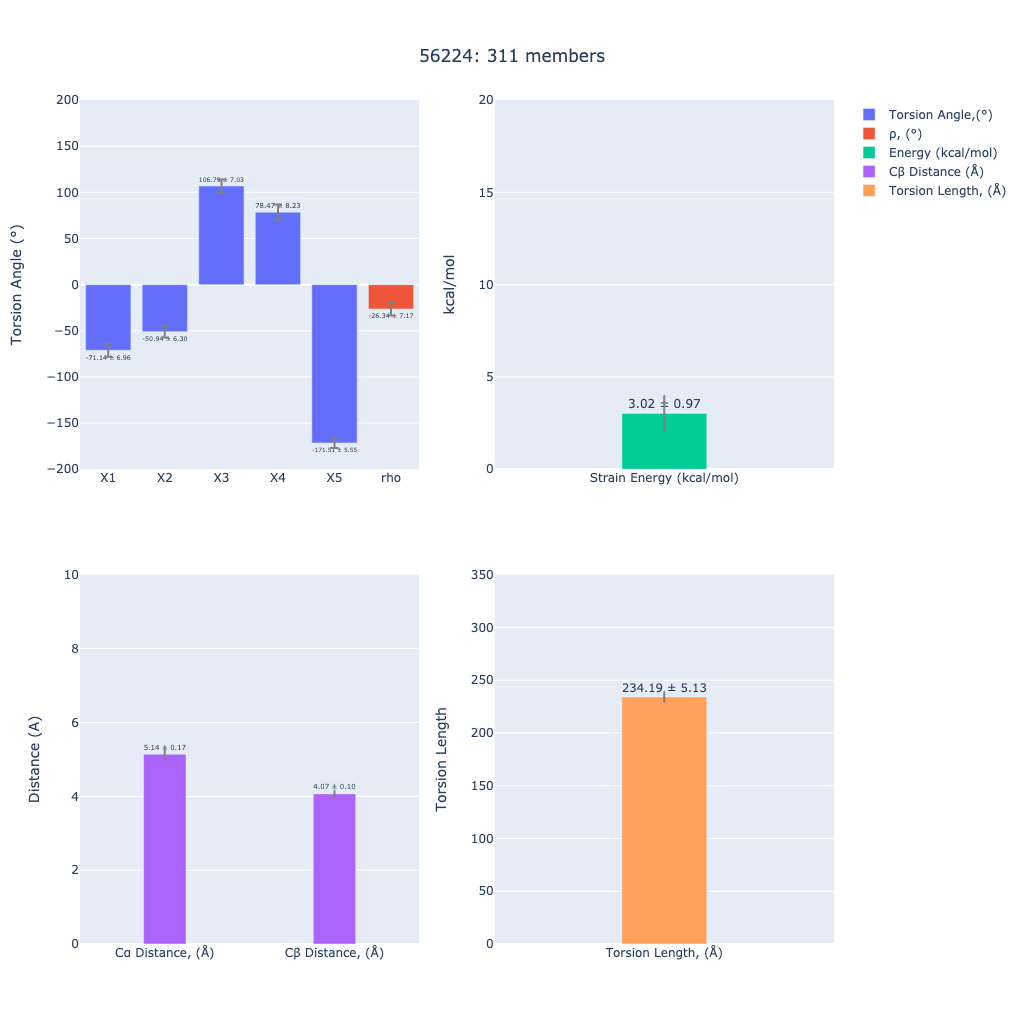 56224: 311 members
Torsion Angle (°)
200
150
100
50
0
−50
−100
−150
−200
-71.14 ± 6.96
-50.94 ± 6.30
106.79 ± 7.03
78.47 ± 8.23
-171.51 ± 5.55
-26.34 ± 7.17
X1 X2 X3 X4 X5 rho
kcal/mol
20
15
10
5
0
3.02 ± 0.97
Strain Energy (kcal/mol)
Torsion Angle,(°)
ρ, (°)
Energy (kcal/mol)
Cβ Distance (Å)
Torsion Length, (Å)
Distance (A)
10
8
6
4
2
0
5.14 ± 0.17
4.07 ± 0.10
Cα Distance, (Å) Cβ Distance, (Å)
Torsion Length
350
300
250
200
150
100
50
0
234.19 ± 5.13
Torsion Length, (Å)